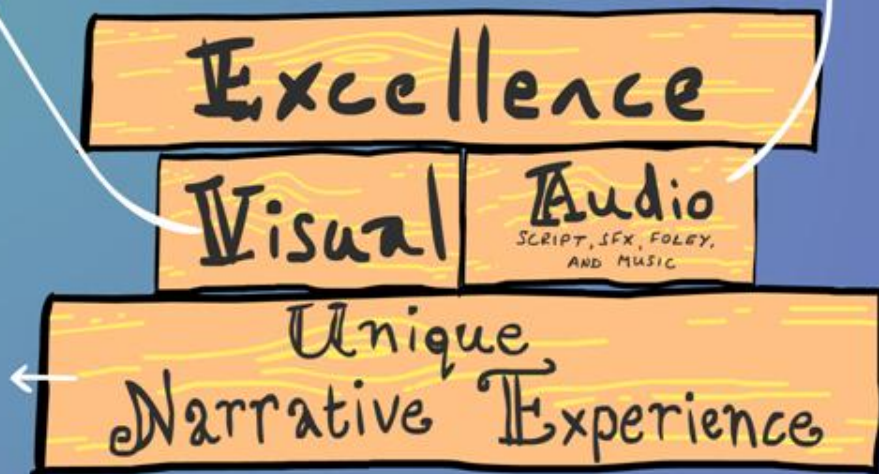 Excellence
Visual
Audio
SCRIPT, SFX, FOLEY,
AND MUSIC
Unique
Narrative Experience